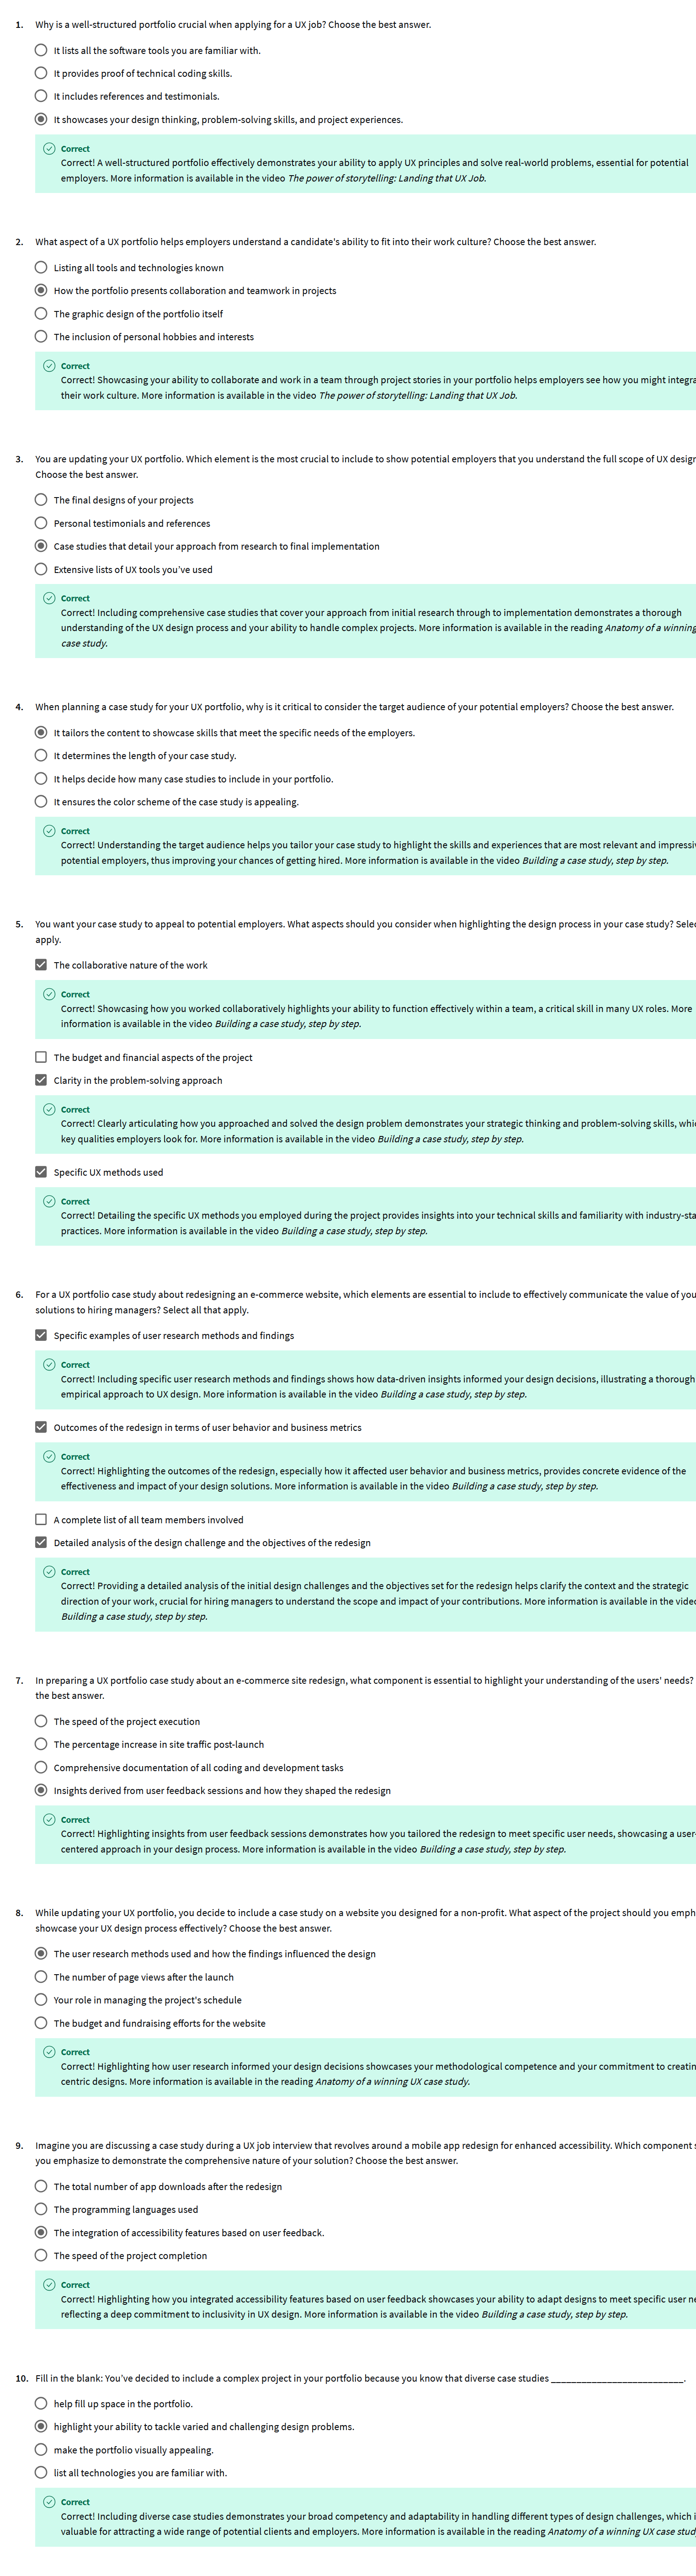 1. Why is a well-structured portfolio crucial when applying for a UX job? Choose the best answer.
It lists all the software tools you are familiar with.
It provides proof of technical coding skills.
It includes references and testimonials.
It showcases your design thinking, problem-solving skills, and project experiences.
Correct
Correct! A well-structured portfolio effectively demonstrates your ability to apply UX principles and solve real-world problems, essential for potential
employers. More information is available in the video The power of storytelling: Landing that UX Job.
2. What aspect of a UX portfolio helps employers understand a candidate's ability to fit into their work culture? Choose the best answer.
Listing all tools and technologies known
How the portfolio presents collaboration and teamwork in projects
The graphic design of the portfolio itself
The inclusion of personal hobbies and interests
Correct
Correct! Showcasing your ability to collaborate and work in a team through project stories in your portfolio helps employers see how you might integra
their work culture. More information is available in the video The power of storytelling: Landing that UX Job.
3. You are updating your UX portfolio. Which element is the most crucial to include to show potential employers that you understand the full scope of UX design
Choose the best answer.
The final designs of your projects
Personal testimonials and references
Case studies that detail your approach from research to final implementation
Extensive lists of UX tools you've used
Correct
Correct! Including comprehensive case studies that cover your approach from initial research through to implementation demonstrates a thorough
understanding of the UX design process and your ability to handle complex projects. More information is available in the reading Anatomy of a winning
case study.
4. When planning a case study for your UX portfolio, why is it critical to consider the target audience of your potential employers? Choose the best answer.
It tailors the content to showcase skills that meet the specific needs of the employers.
It determines the length of your case study.
It helps decide how many case studies to include in your portfolio.
It ensures the color scheme of the case study is appealing.
Correct
Correct! Understanding the target audience helps you tailor your case study to highlight the skills and experiences that are most relevant and impressi
potential employers, thus improving your chances of getting hired. More information is available in the video Building a case study, step by step.
5. You want your case study to appeal to potential employers. What aspects should you consider when highlighting the design process in your case study? Selec
apply.
The collaborative nature of the work
Correct
Correct! Showcasing how you worked collaboratively highlights your ability to function effectively within a team, a critical skill in many UX roles. More
information is available in the video Building a case study, step by step.
The budget and financial aspects of the project
Clarity in the problem-solving approach
Correct
Correct! Clearly articulating how you approached and solved the design problem demonstrates your strategic thinking and problem-solving skills, whic
key qualities employers look for. More information is available in the video Building a case study, step by step.
Specific UX methods used
Correct
Correct! Detailing the specific UX methods you employed during the project provides insights into your technical skills and familiarity with industry-sta
practices. More information is available in the video Building a case study, step by step.
6. For a UX portfolio case study about redesigning an e-commerce website, which elements are essential to include to effectively communicate the value of you
solutions to hiring managers? Select all that apply.
Specific examples of user research methods and findings
Correct
Correct! Including specific user research methods and findings shows how data-driven insights informed your design decisions, illustrating a thorough
empirical approach to UX design. More information is available in the video Building a case study, step by step.
Outcomes of the redesign in terms of user behavior and business metrics
Correct
Correct! Highlighting the outcomes of the redesign, especially how it affected user behavior and business metrics, provides concrete evidence of the
effectiveness and impact of your design solutions. More information is available in the video Building a case study, step by step.
A complete list of all team members involved
Detailed analysis of the design challenge and the objectives of the redesign
Correct
Correct! Providing a detailed analysis of the initial design challenges and the objectives set for the redesign helps clarify the context and the strategic
direction of your work, crucial for hiring managers to understand the scope and impact of your contributions. More information is available in the vide
Building a case study, step by step.
7. In preparing a UX portfolio case study about an e-commerce site redesign, what component is essential to highlight your understanding of the users' needs?
the best answer.
The speed of the project execution
The percentage increase in site traffic post-launch
Comprehensive documentation of all coding and development tasks
Insights derived from user feedback sessions and how they shaped the redesign
Correct
Correct! Highlighting insights from user feedback sessions demonstrates how you tailored the redesign to meet specific user needs, showcasing a user-
centered approach in your design process. More information is available in the video Building a case study, step by step.
8. While updating your UX portfolio, you decide to include a case study on a website you designed for a non-profit. What aspect of the project should you emph
showcase your UX design process effectively? Choose the best answer.
The user research methods used and how the findings influenced the design
The number of page views after the launch
Your role in managing the project's schedule
The budget and fundraising efforts for the website
Correct
Correct! Highlighting how user research informed your design decisions showcases your methodological competence and your commitment to creatin
centric designs. More information is available in the reading Anatomy of a winning UX case study.
9. Imagine you are discussing a case study during a UX job interview that revolves around a mobile app redesign for enhanced accessibility. Which component s
you emphasize to demonstrate the comprehensive nature of your solution? Choose the best answer.
The total number of app downloads after the redesign
The programming languages used
The integration of accessibility features based on user feedback.
The speed of the project completion
Correct
Correct! Highlighting how you integrated accessibility features based on user feedback showcases your ability to adapt designs to meet specific user ne
reflecting a deep commitment to inclusivity in UX design. More information is available in the video Building a case study, step by step.
10. Fill in the blank: You've decided to include a complex project in your portfolio because you know that diverse case studies __________________________.
help fill up space in the portfolio.
highlight your ability to tackle varied and challenging design problems.
make the portfolio visually appealing.
list all technologies you are familiar with.
Correct
Correct! Including diverse case studies demonstrates your broad competency and adaptability in handling different types of design challenges, which i
valuable for attracting a wide range of potential clients and employers. More information is available in the reading Anatomy of a winning UX case stud